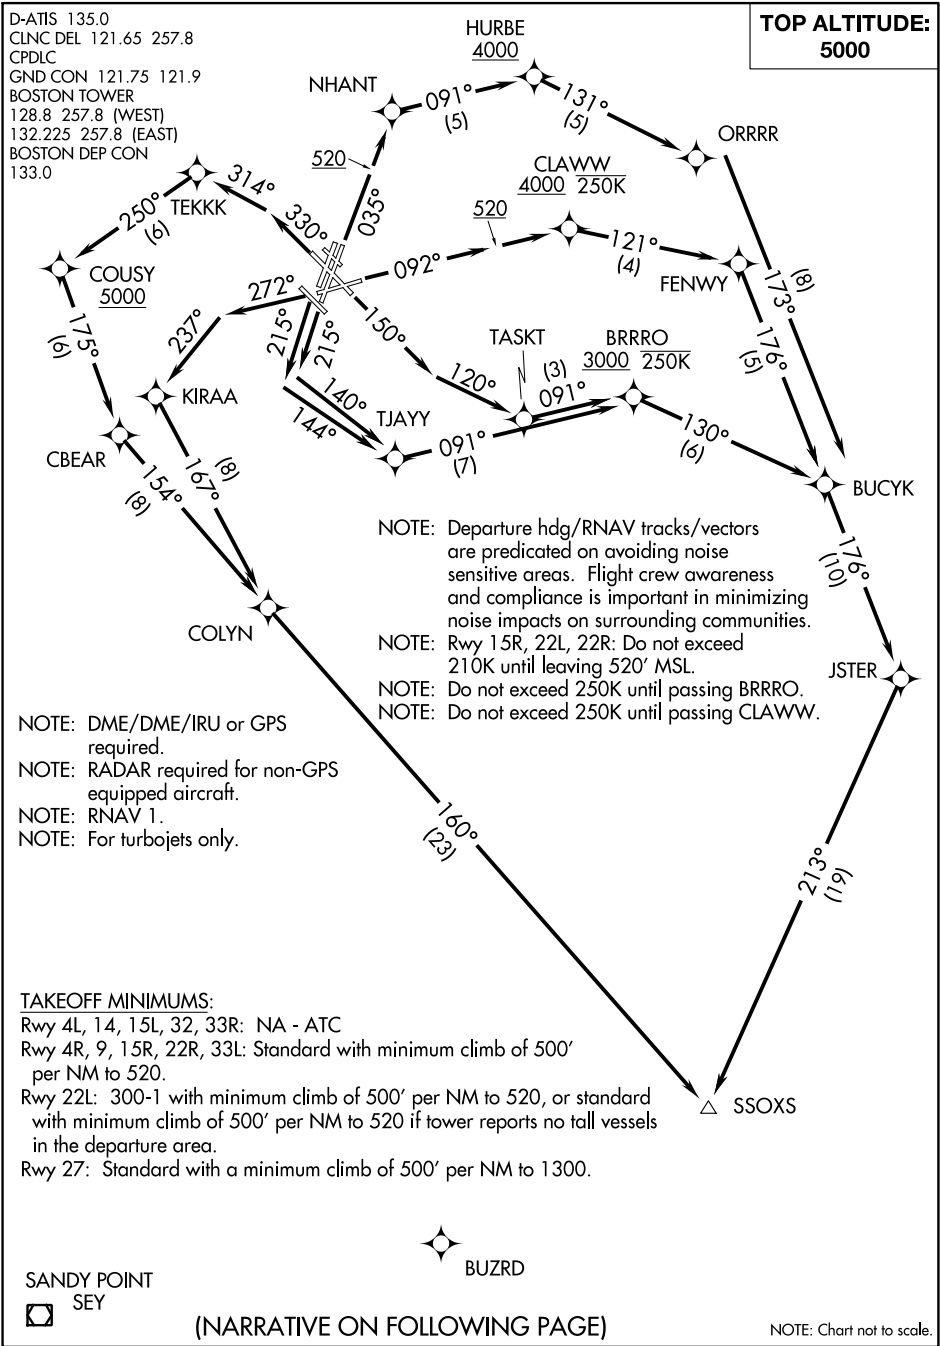 D-ATIS 135.0
CLNC DEL 121.65 257.8
CPDLC
GND CON 121.75 121.9
BOSTON TOWER
128.8 257.8 (WEST)
132.225 257.8 (EAST)
BOSTON DEP CON
133.0
TOP ALTITUDE:
5000
HURBE
4000
NHANT
091°
(5)
131°
(5)
ORRRR
520
035°
CLAWW
4000 250K
520
092°
121°
(4)
FENWY
(8)
173°
176°
(5)
314°
330°
TEKKK
250°
(6)
COUSY
5000
175°
(6)
272°
237°
215°
215°
150°
120°
TASKT
(3)
091°
BRRRO
3000 250K
KIRAA
140°
144°
TJAYY
091°
(7)
130°
(6)
CBEAR
154°
(8)
(8)
167°
BUCYK
176°
(10)
COLYN
JSTER
NOTE: Departure hdg/RNAV tracks/vectors
are predicated on avoiding noise
sensitive areas. Flight crew awareness
and compliance is important in minimizing
noise impacts on surrounding communities.
NOTE: Rwy 15R, 22L, 22R: Do not exceed
210K until leaving 520' MSL.
NOTE: Do not exceed 250K until passing BRRRO.
NOTE: Do not exceed 250K until passing CLAWW.
NOTE: DME/DME/IRU or GPS
required.
NOTE: RADAR required for non-GPS
equipped aircraft.
NOTE: RNAV 1.
NOTE: For turbojets only.
160°
(23)
213°
(19)
TAKEOFF MINIMUMS:
Rwy 4L, 14, 15L, 32, 33R: NA - ATC
Rwy 4R, 9, 15R, 22R, 33L: Standard with minimum climb of 500'
per NM to 520.
Rwy 22L: 300-1 with minimum climb of 500' per NM to 520, or standard
with minimum climb of 500' per NM to 520 if tower reports no tall vessels
in the departure area.
Rwy 27: Standard with a minimum climb of 500' per NM to 1300.
SSOXS
BUZRD
SANDY POINT
SEY
(NARRATIVE ON FOLLOWING PAGE)
NOTE: Chart not to scale.